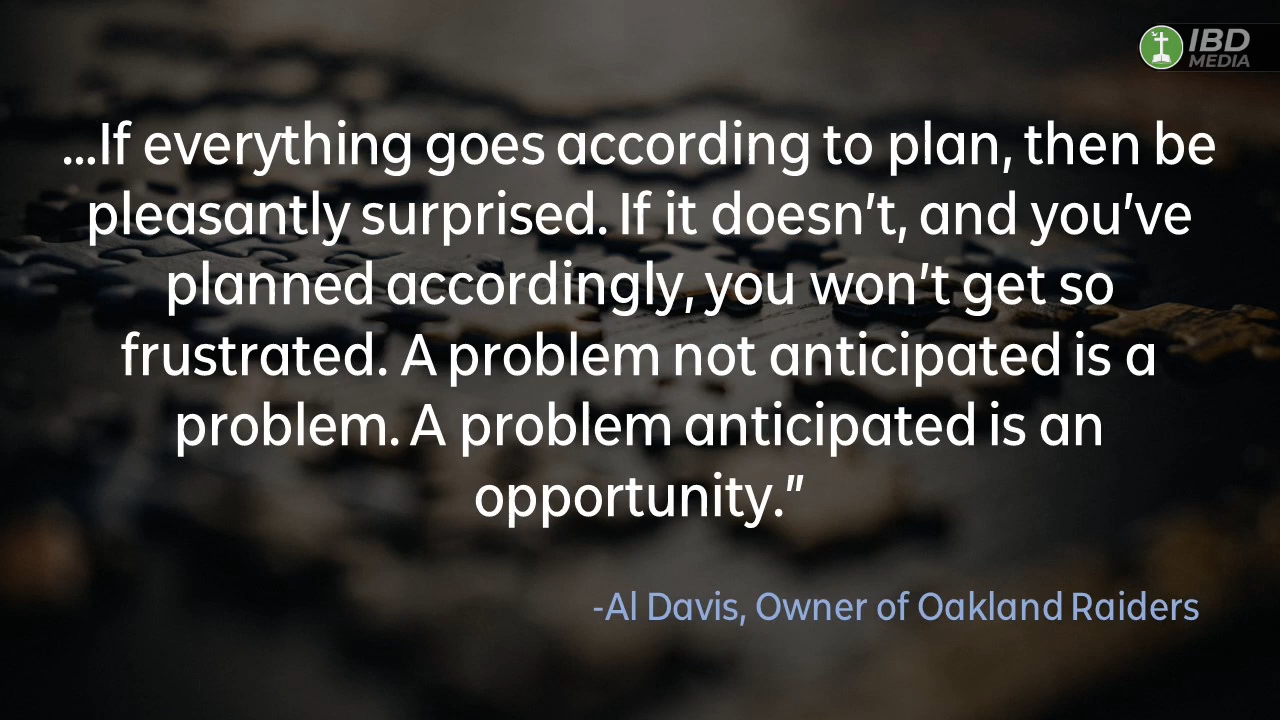 IBD
MEDIA
...If everything goes according to plan, then be
pleasantly surprised. If it doesn't, and you've
planned accordingly, you won't get so
frustrated. A problem not anticipated is a
problem. A problem anticipated is an
opportunity."
-Al Davis, Owner of Oakland Raiders